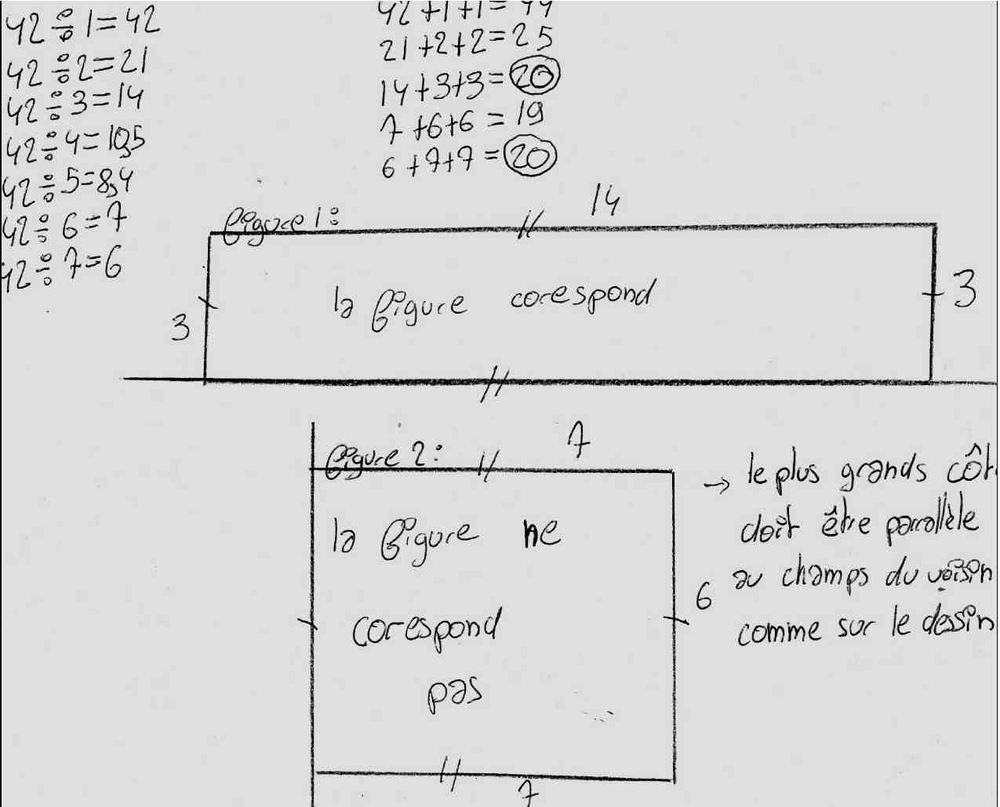 42÷1=42
42÷2=21
42÷3=14
42÷4=10,5
42÷5=8,4
42÷6=7
42÷7=6
42+1+1=44
21+2+2=25
14+3+3=20
7+6+6=19
6+7+7=20
figure 1:
14
la figure corespond
3
3
figure 2:
7
la figure ne
corespond
pas
6
7
→ le plus grands côt
doit être parrallèle
au champs du voisin
comme sur le dessin